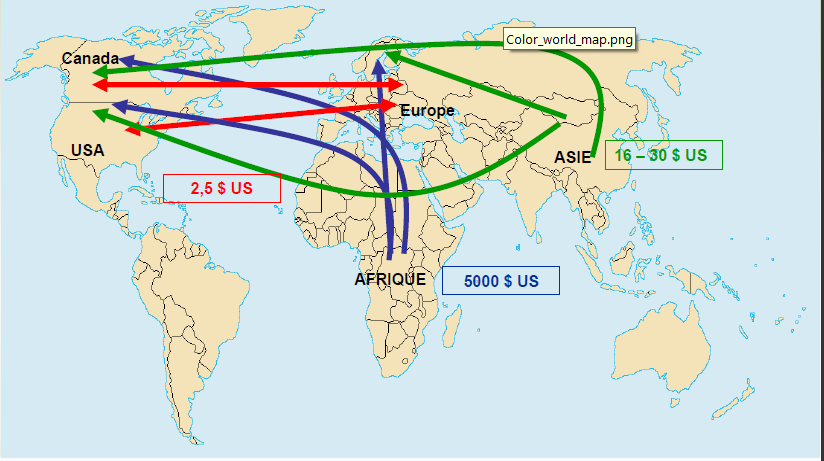 Color_world_map.png
Canada
Europe
USA
ASIE
16 – 30 $ US
2,5 $ US
AFRIQUE
5000 $ US